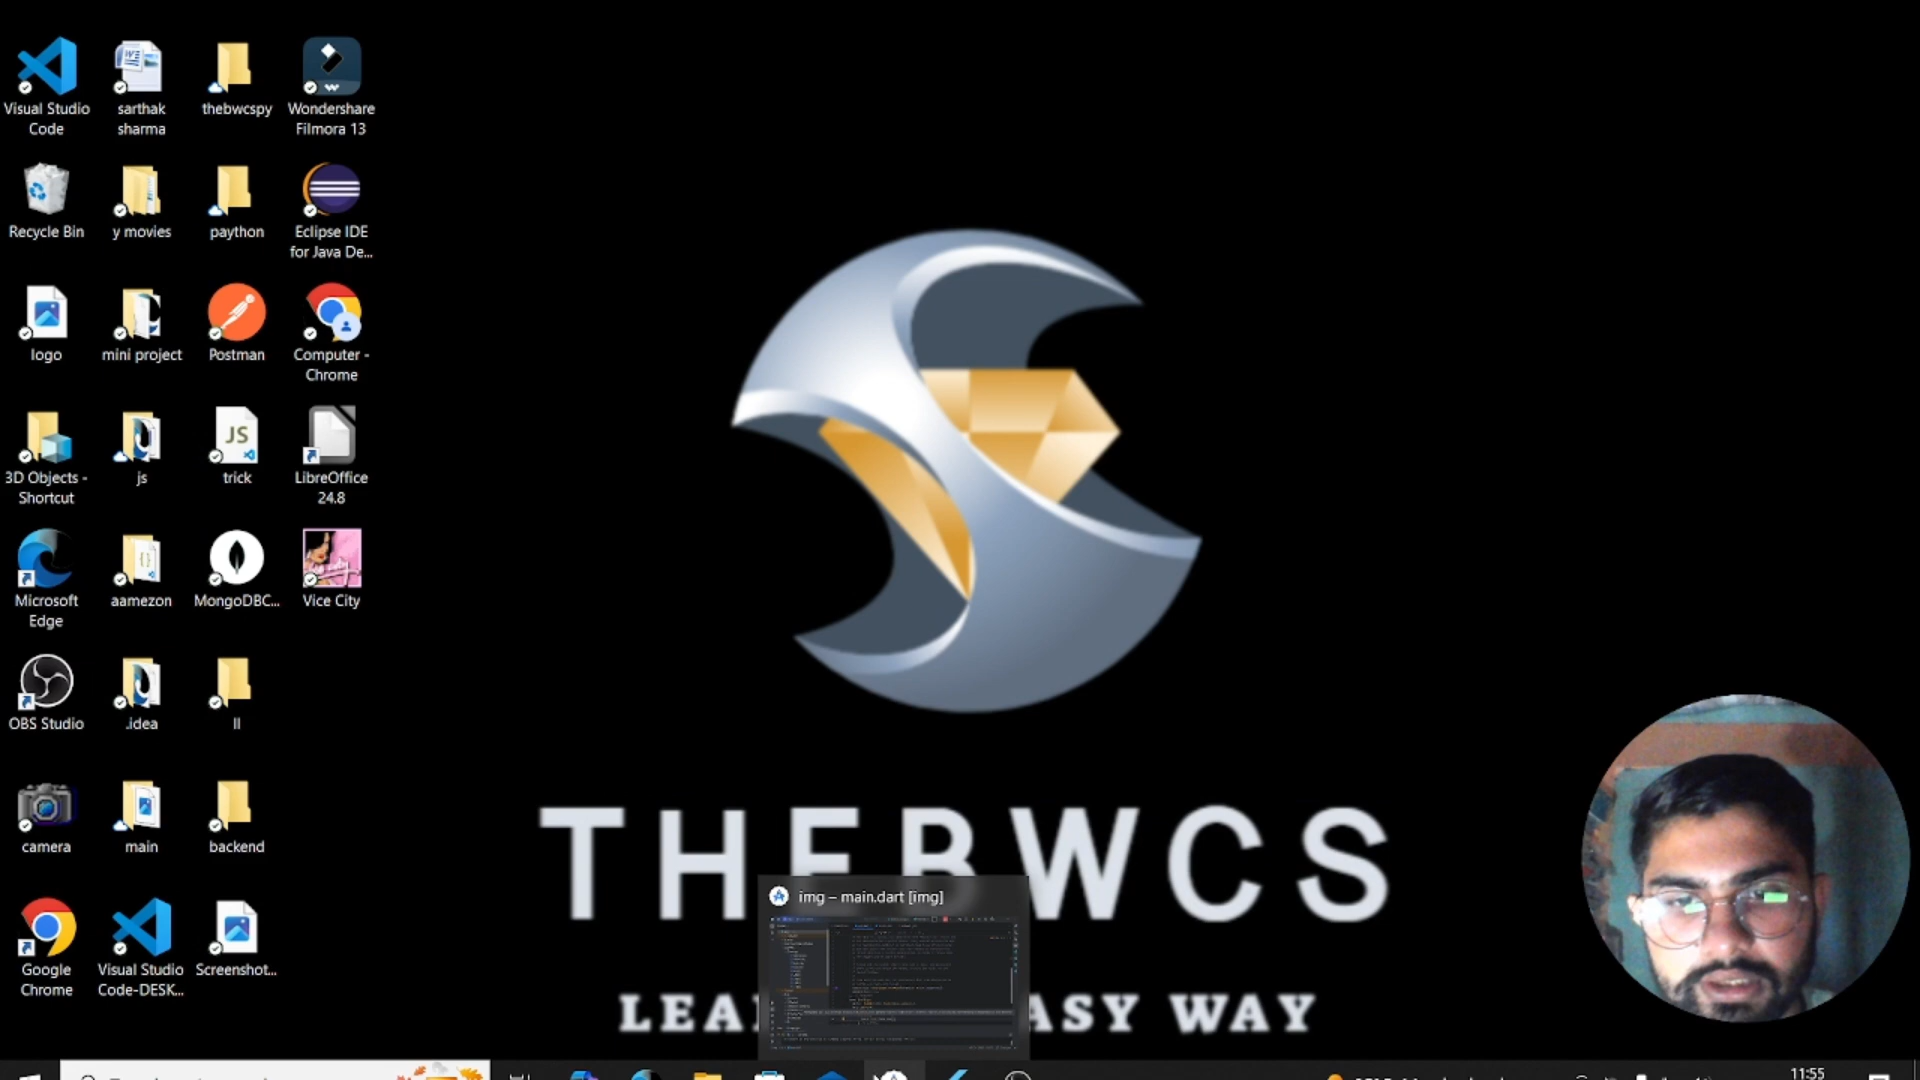 Visual Studio
Code
sarthak
sharma
thebwcspy
Wondershare
Filmora 13
Recycle Bin
y movies
paython
Eclipse IDE
for Java De...
logo
mini project
Postman
Computer -
Chrome
3D Objects -
Shortcut
js
JS
trick
LibreOffice
24.8
Microsoft
Edge
aamezon
MongoDBC...
Vice City
OBS Studio
.idea
ll
camera
main
backend
Google
Chrome
Visual Studio
Code-DESK...
Screenshot...
THEBWCS
img – main.dart [img]
ASY WAY
11:55